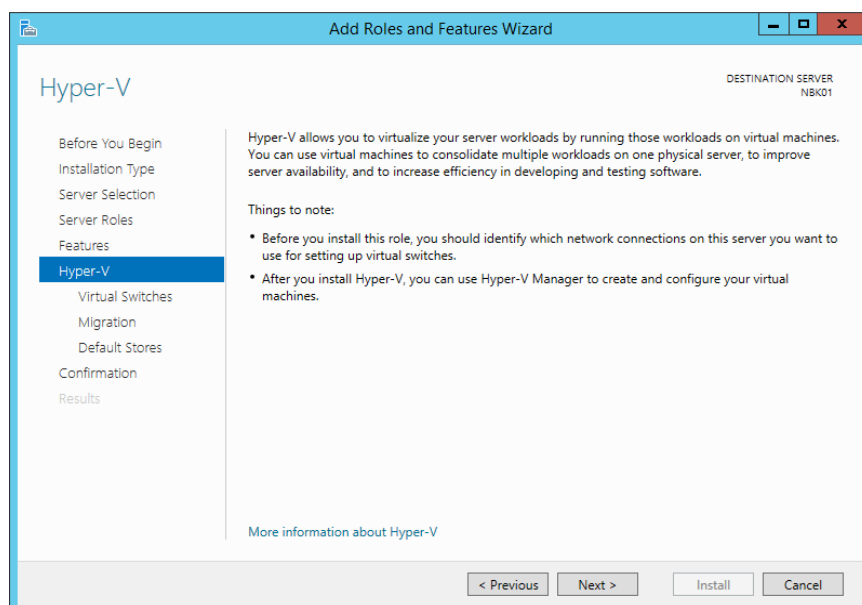 Add Roles and Features Wizard
Hyper-V
DESTINATION SERVER
NBK01
Before You Begin
Installation Type
Server Selection
Server Roles
Features
Hyper-V
Virtual Switches
Migration
Default Stores
Confirmation
Results
Hyper-V allows you to virtualize your server workloads by running those workloads on virtual machines.
You can use virtual machines to consolidate multiple workloads on one physical server, to improve
server availability, and to increase efficiency in developing and testing software.
Things to note:
• Before you install this role, you should identify which network connections on this server you want to
use for setting up virtual switches.
• After you install Hyper-V, you can use Hyper-V Manager to create and configure your virtual
machines.
More information about Hyper-V
< Previous Next > Install Cancel